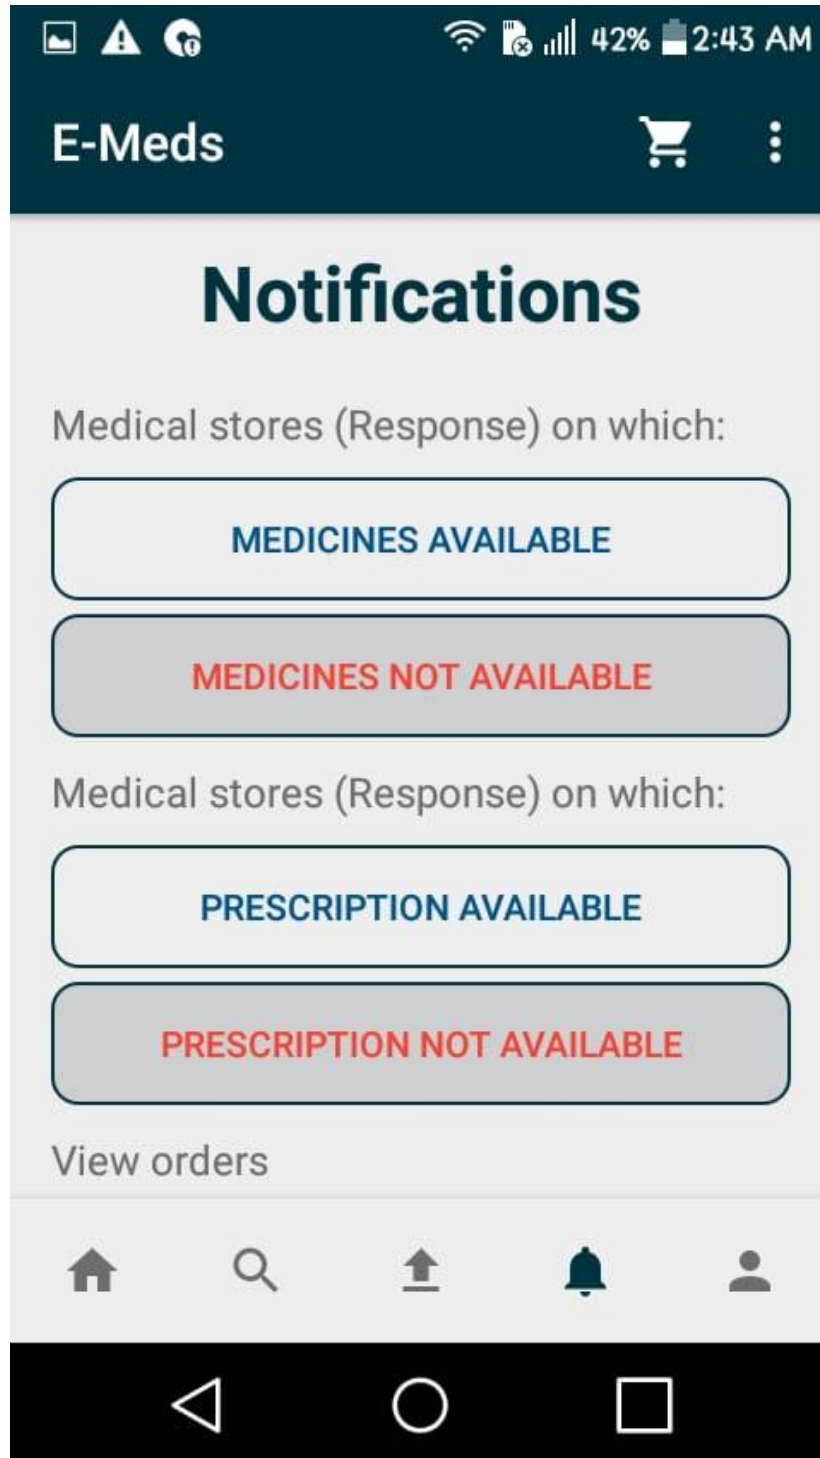 42% 2:43 AM
E-Meds
Notifications
Medical stores (Response) on which:
MEDICINES AVAILABLE
MEDICINES NOT AVAILABLE
Medical stores (Response) on which:
PRESCRIPTION AVAILABLE
PRESCRIPTION NOT AVAILABLE
View orders